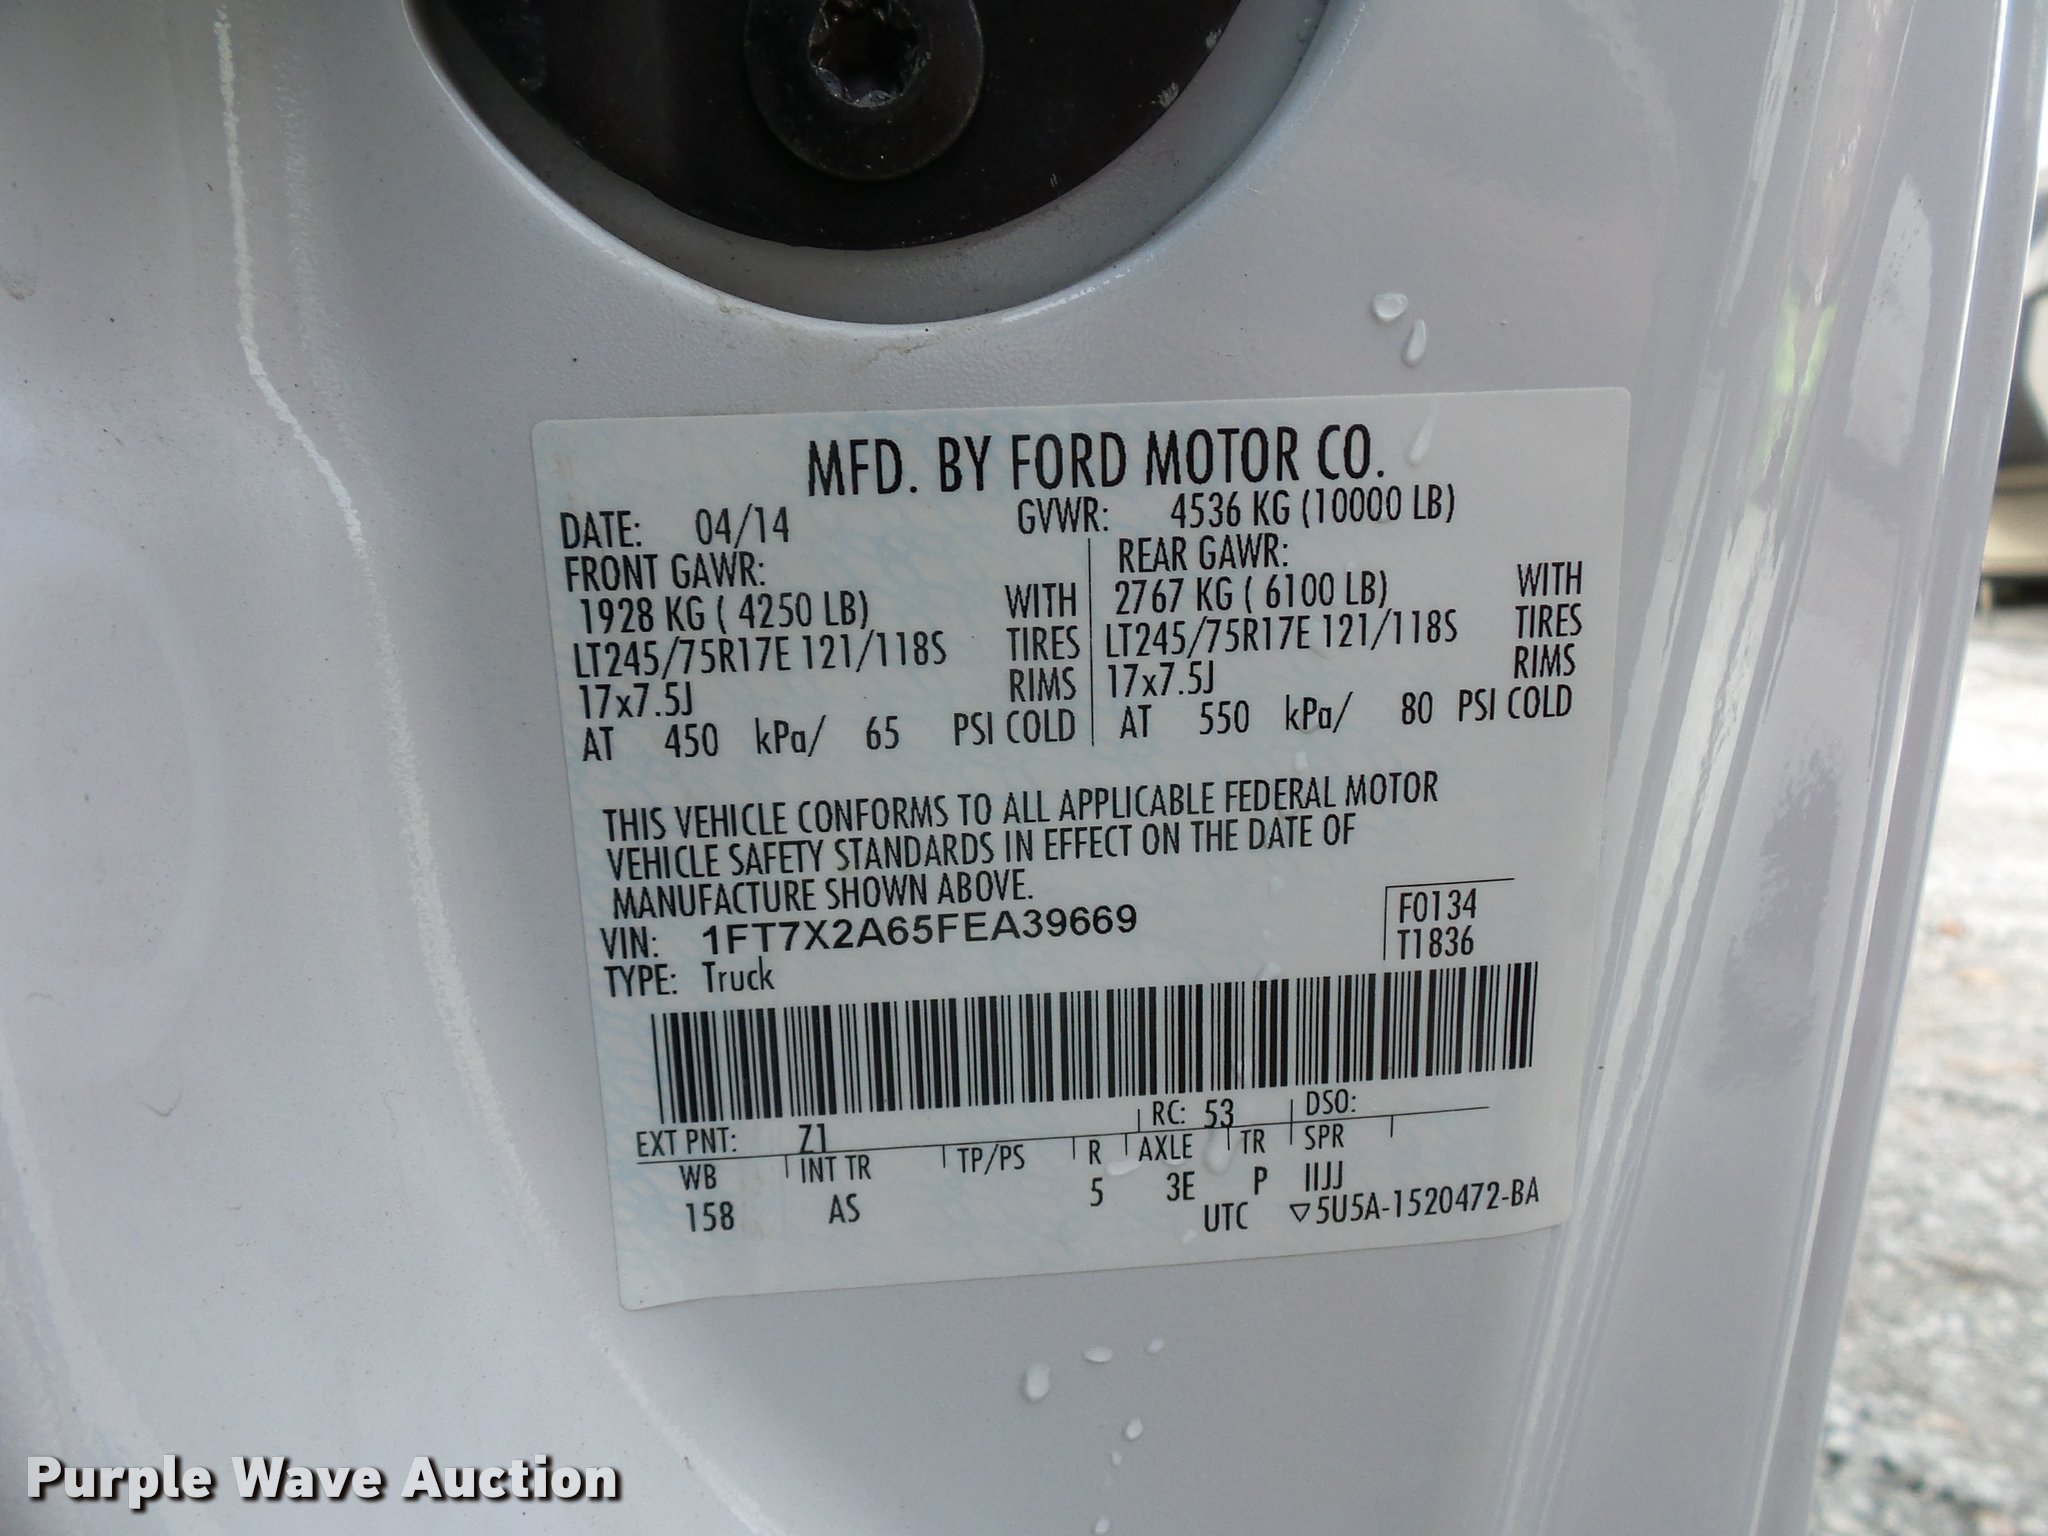 MFD. BY FORD MOTOR CO.
DATE: 04/14 GVWR: 4536 KG (10000 LB)
FRONT GAWR: REAR GAWR:
1928 KG ( 4250 LB) WITH 2767 KG ( 6100 LB) WITH
LT245/75R17E 121/118S TIRES LT245/75R17E 121/118S TIRES
17x7.5J RIMS 17x7.5J RIMS
AT 450 kPa/ 65 PSI COLD AT 550 kPa/ 80 PSI COLD
THIS VEHICLE CONFORMS TO ALL APPLICABLE FEDERAL MOTOR
VEHICLE SAFETY STANDARDS IN EFFECT ON THE DATE OF
MANUFACTURE SHOWN ABOVE.
VIN: 1FT7X2A65FEA39669 F0134
TYPE: Truck T1836
EXT PNT: Z1 RC: 53 DSO:
WB INT TR TP/PS R AXLE TR SPR
158 AS 5 3E P IIJJ
UTC ▽5U5A-1520472-BA
Purple Wave Auction